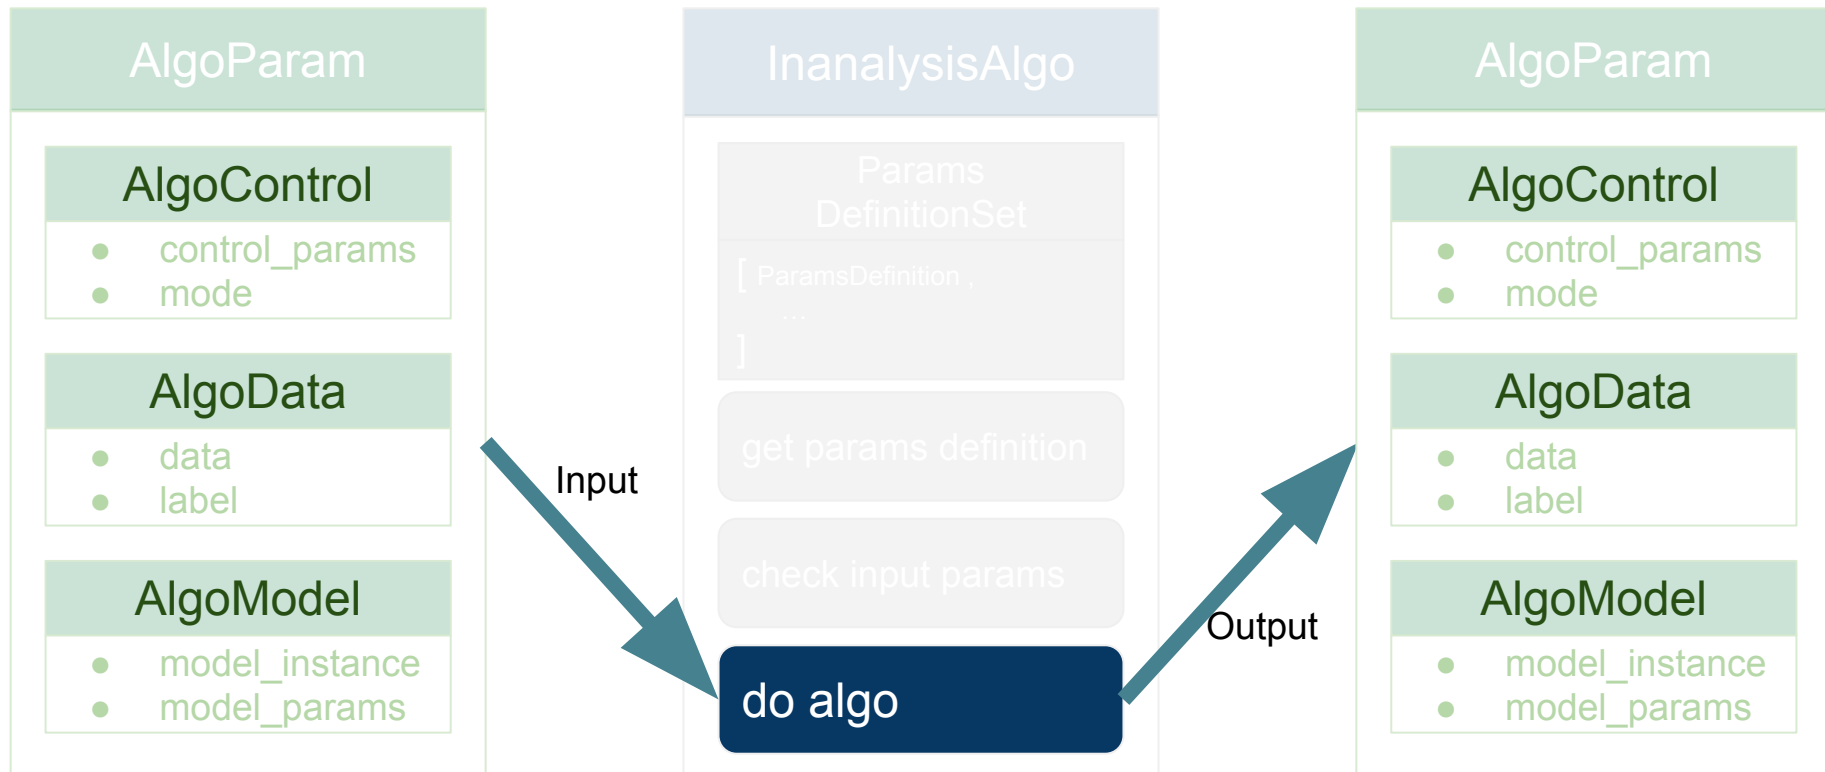 AlgoParam
AlgoControl
● control_params
● mode
AlgoData
● data
● label
AlgoModel
● model_instance
● model_params
Input
InanalysisAlgo
Params
DefinitionSet
[ ParamsDefinition ,
...
]
get params definition
check input params
do algo
Output
AlgoParam
AlgoControl
● control_params
● mode
AlgoData
● data
● label
AlgoModel
● model_instance
● model_params